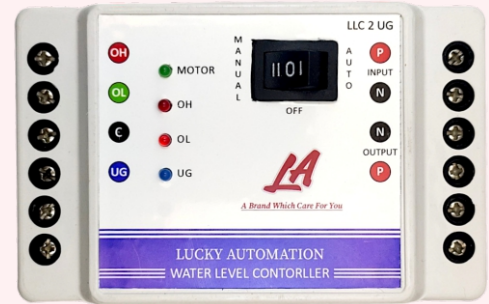 LLC 2 UG
MANUAL
AUTO
OFF
OH
OL
C
UG
MOTOR
OH
OL
UG
P
INPUT
N
N
OUTPUT
P
LA
A Brand Which Care For You
LUCKY AUTOMATION
WATER LEVEL CONTORLLER